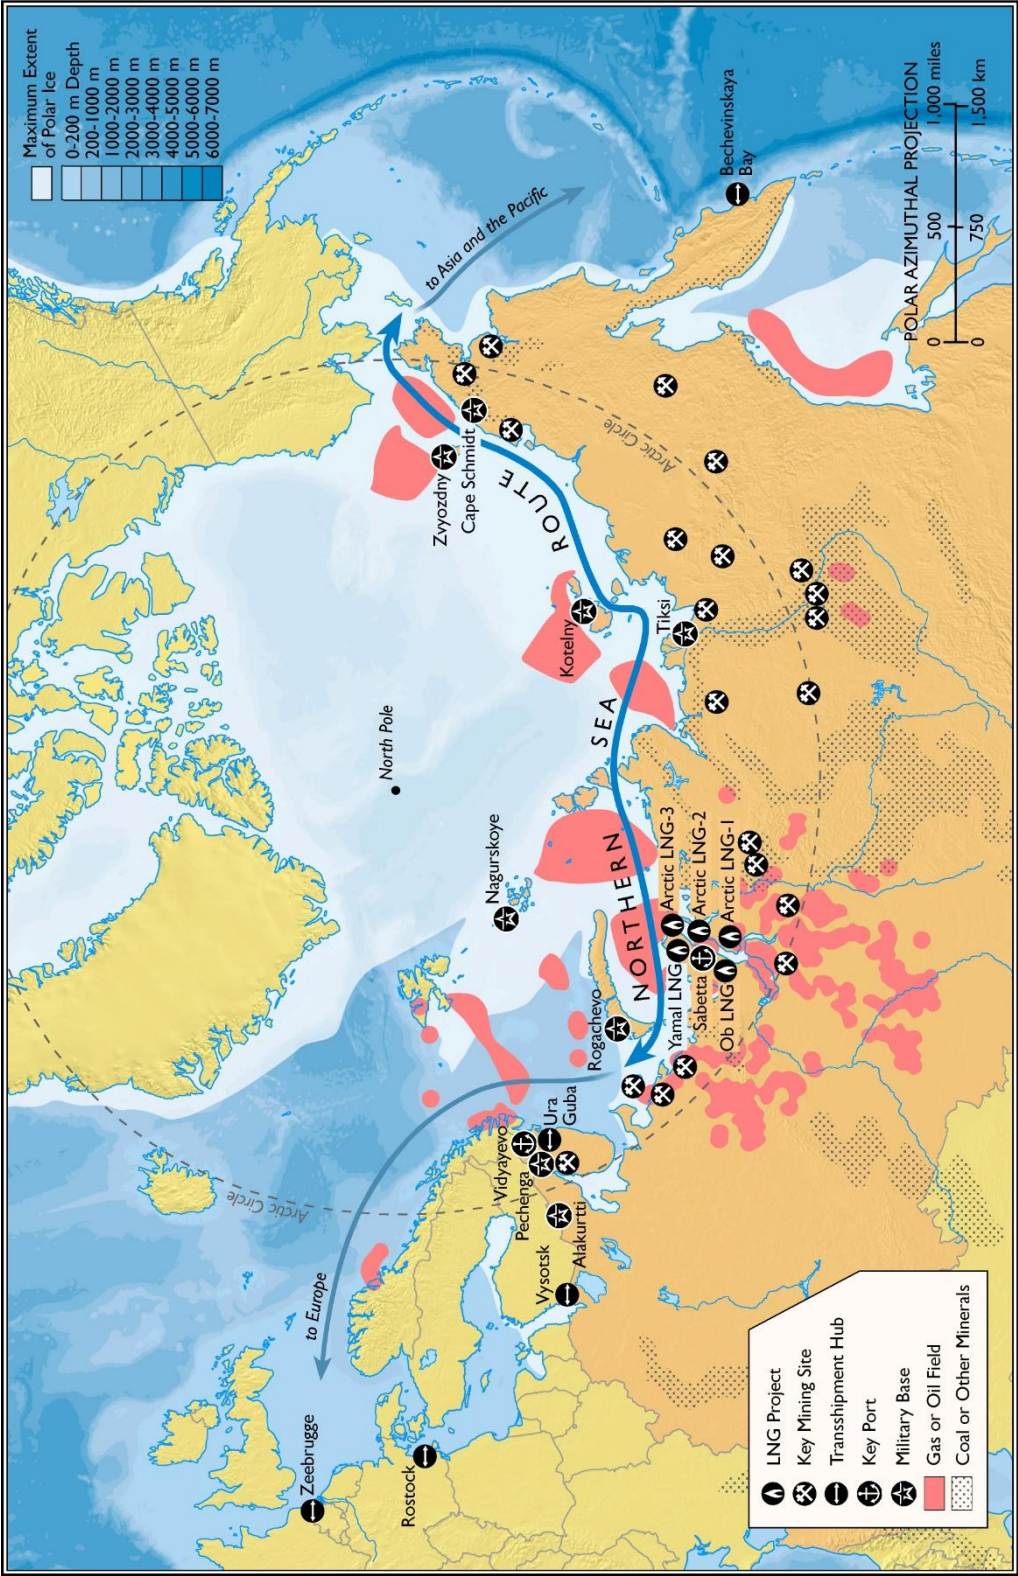 Maximum Extent
of Polar Ice
0-200 m Depth
200-1000 m
1000-2000 m
2000-3000 m
3000-4000 m
4000-5000 m
5000-6000 m
6000-7000 m
to Asia and the Pacific
Bechevinskaya
Bay
POLAR AZIMUTHAL PROJECTION
0 500 1,000 miles
0 750 1,500 km
Zvyozdny
Cape Schmidt
Arctic Circle
NORTHERN SEA ROUTE
Kotelny
Tiksi
North Pole
Nagurskoye
Arctic LNG-3
Arctic LNG-2
Arctic LNG-1
Yamal LNG
Sabetta
Ob LNG
Rogachevo
Ura
Guba
Vidyayevo
Pechenga
Alakurtti
Vysotsk
Arctic Circle
to Europe
Zeebrugge
Rostock
LNG Project
Key Mining Site
Transshipment Hub
Key Port
Military Base
Gas or Oil Field
Coal or Other Minerals